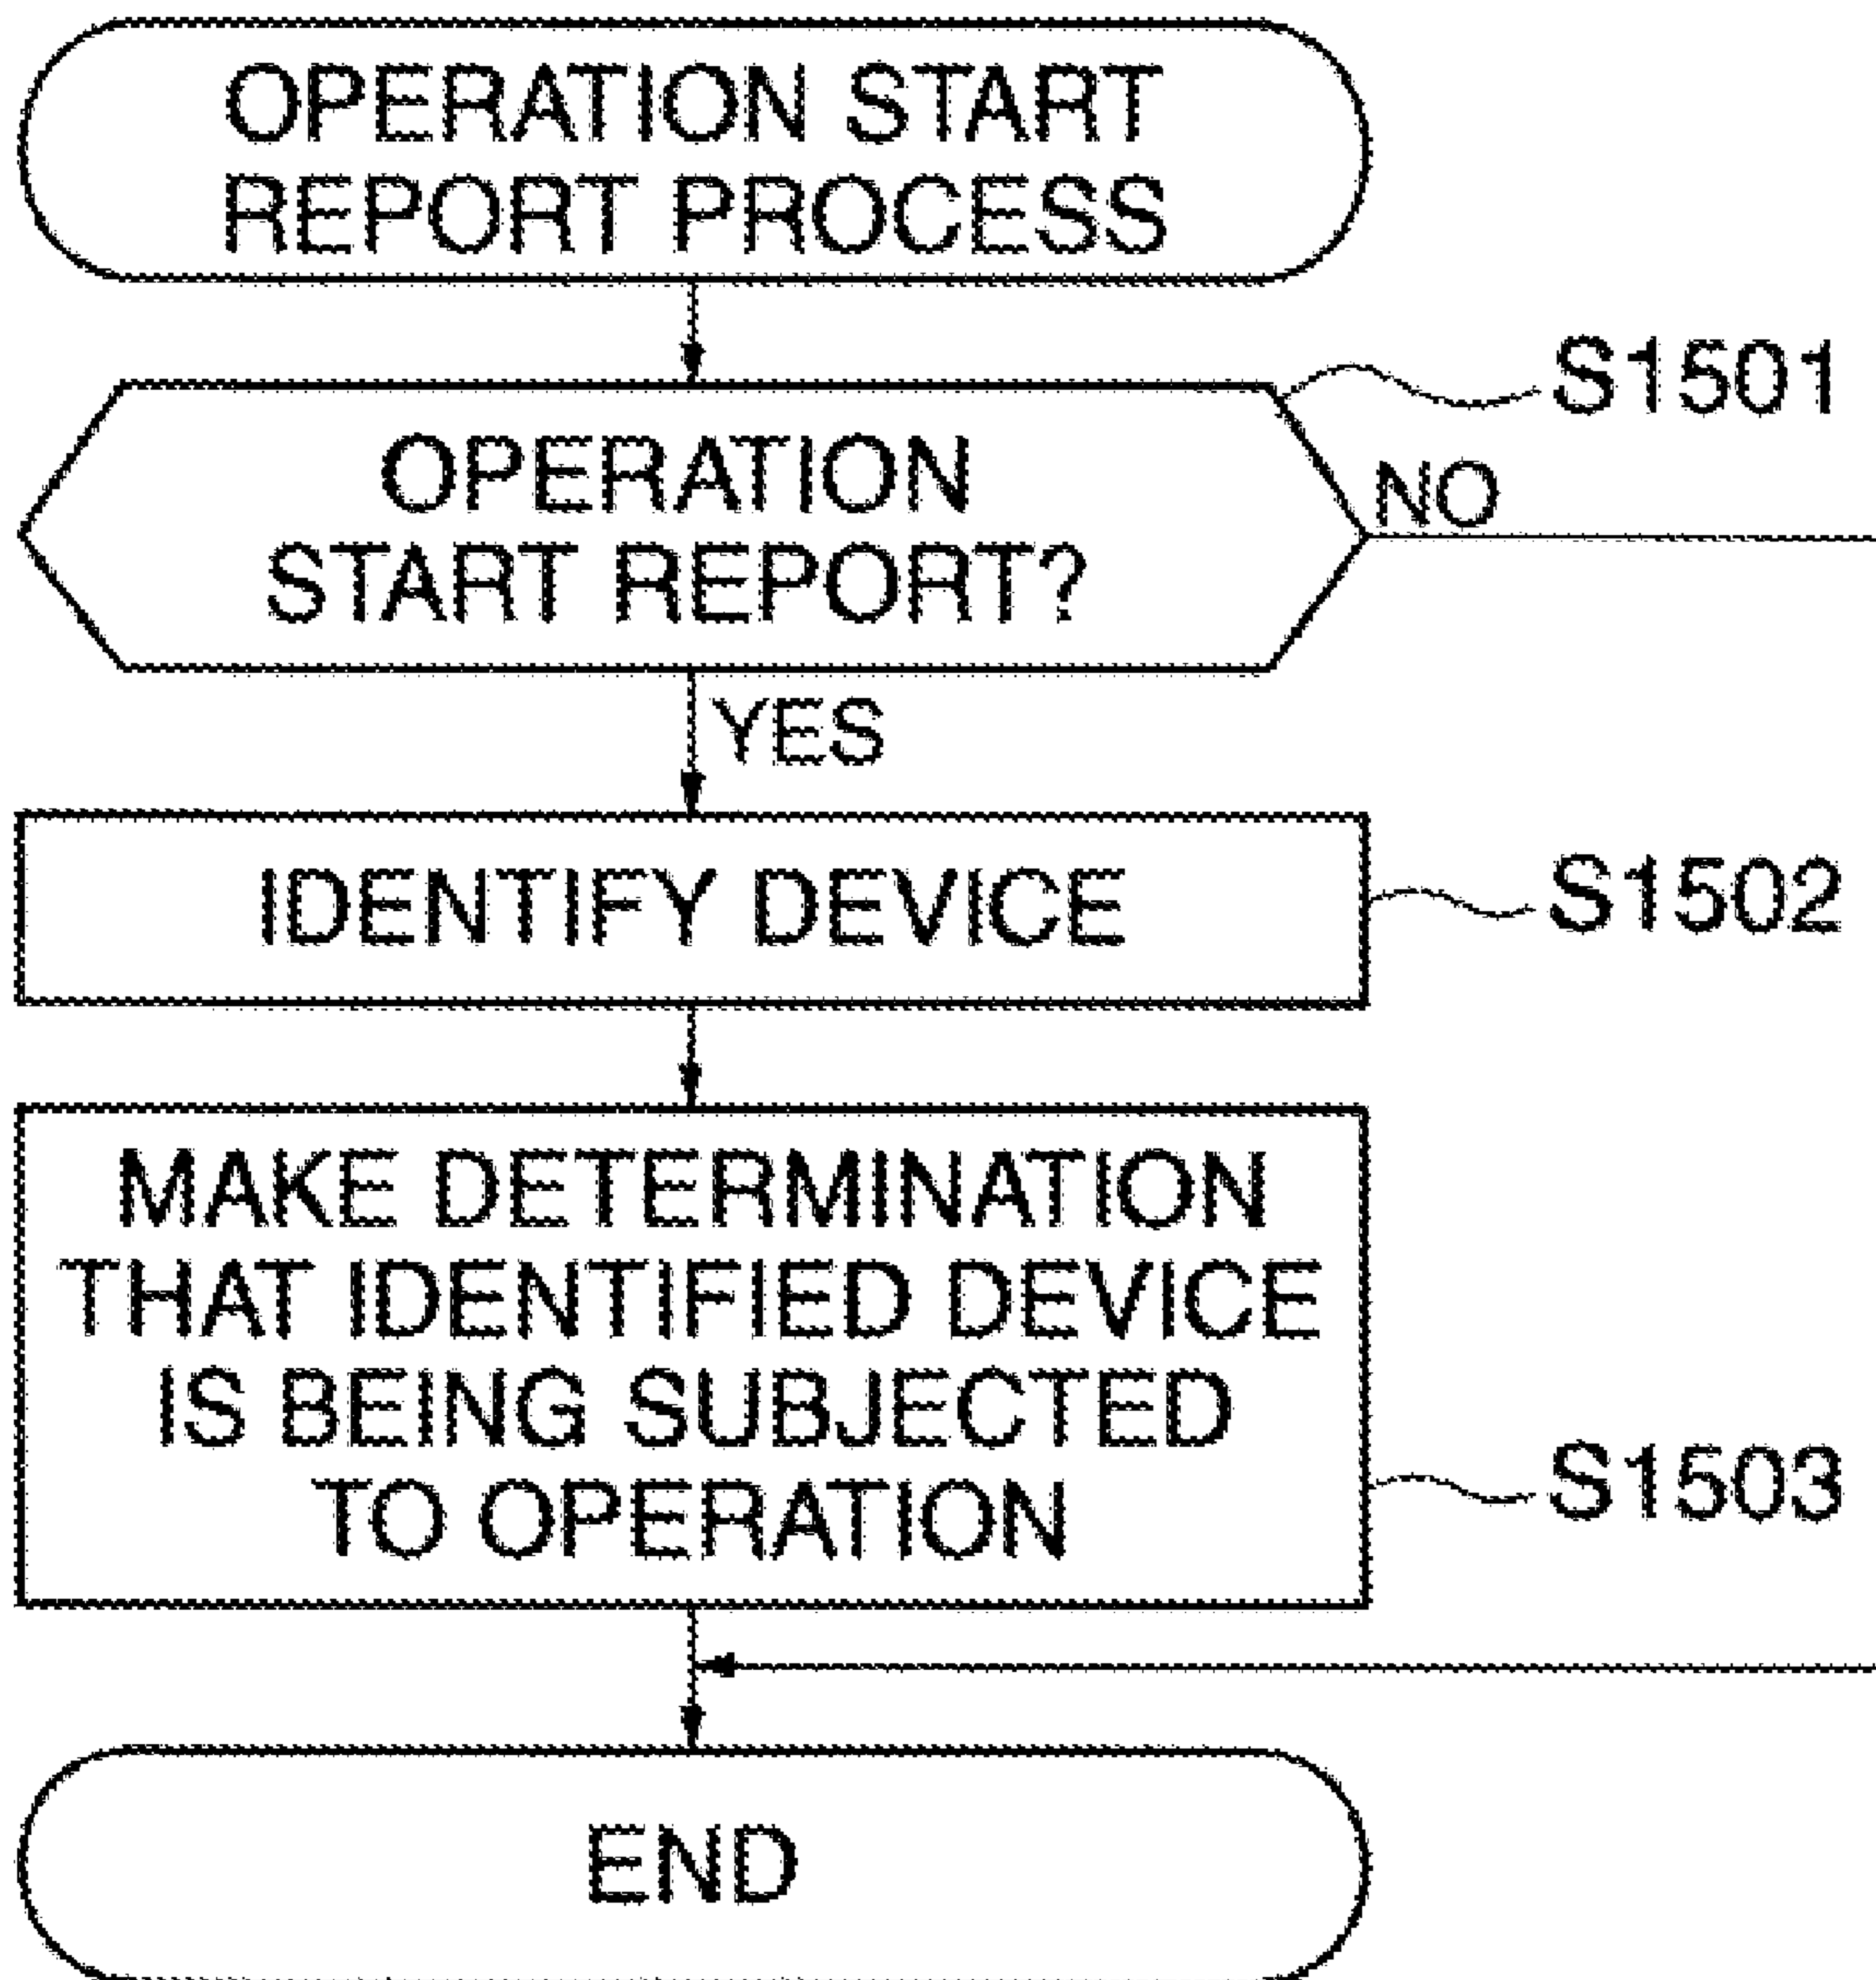 OPERATION START
REPORT PROCESS
S1501
OPERATION
START REPORT?
NO
YES
IDENTIFY DEVICE
S1502
MAKE DETERMINATION
THAT IDENTIFIED DEVICE
IS BEING SUBJECTED
TO OPERATION
S1503
END